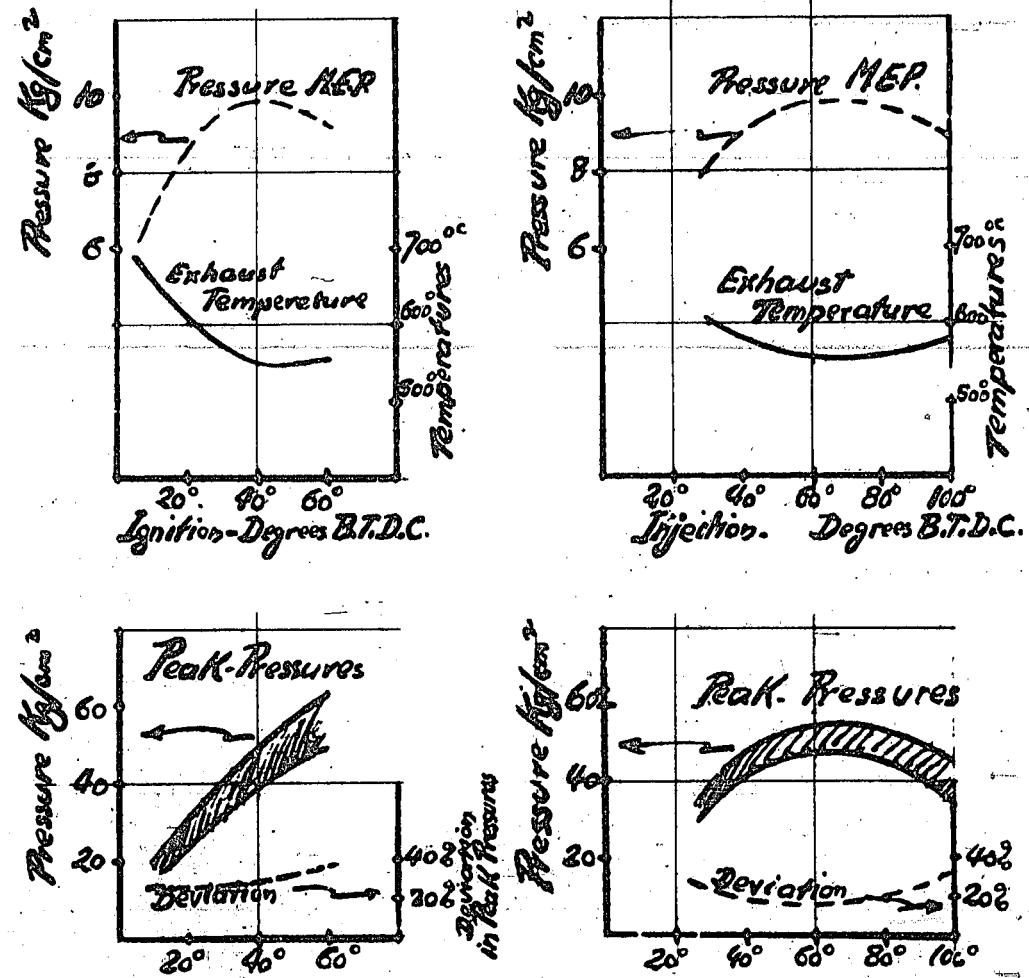 Pressure Kg/cm²
10
8
6
Pressure M.E.P.
Exhaust
Temperature
700°C
600°
500°
Temperatures
20° 40° 60°
Ignition-Degrees B.T.D.C.
Pressure Kg/cm²
10
8
6
Pressure M.E.P.
Exhaust
Temperature
700°C
600°
500°
Temperatures°
20° 40° 60° 80° 100°
Injection. Degrees B.T.D.C.
Pressure Kg/cm²
60
40
20
Peak-Pressures
Deviation
40%
20%
Deviation
in Peak Pressures
20° 40° 60°
Pressure Kg/cm²
60
40
20
Peak. Pressures
Deviation
40%
20%
20° 40° 60° 80° 100°